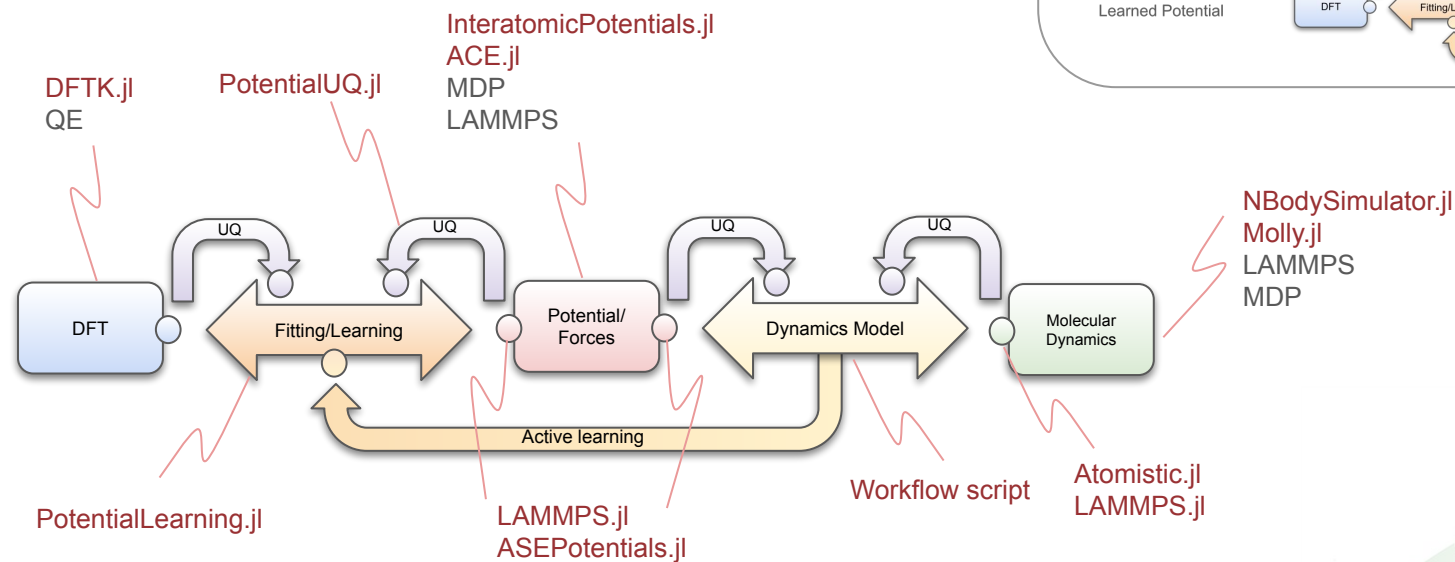 InteratomicPotentials.jl
ACE.jl
MDP
LAMMPS
Learned Potential
DFT
DFTK.jl
QE
PotentialUQ.jl
NBodySimulator.jl
Molly.jl
LAMMPS
MDP
UQ
UQ
UQ
UQ
DFT
Fitting/Learning
Potential/
Forces
Dynamics Model
Molecular
Dynamics
Active learning
PotentialLearning.jl
LAMMPS.jl
ASEPotentials.jl
Workflow script
Atomistic.jl
LAMMPS.jl